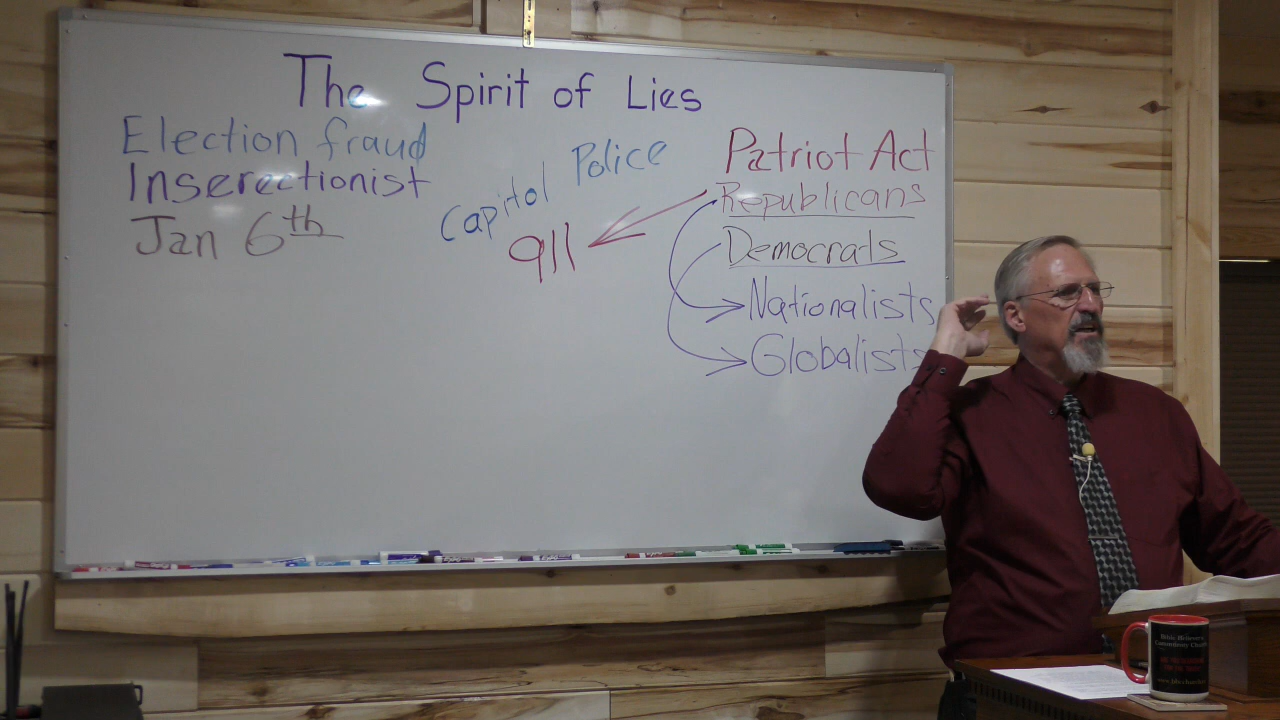 The Spirit of Lies
Election fraud
Inserectionist
Jan 6th
Capitol Police
911
Patriot Act
Republicans
Democrats
Nationalists
Globalists